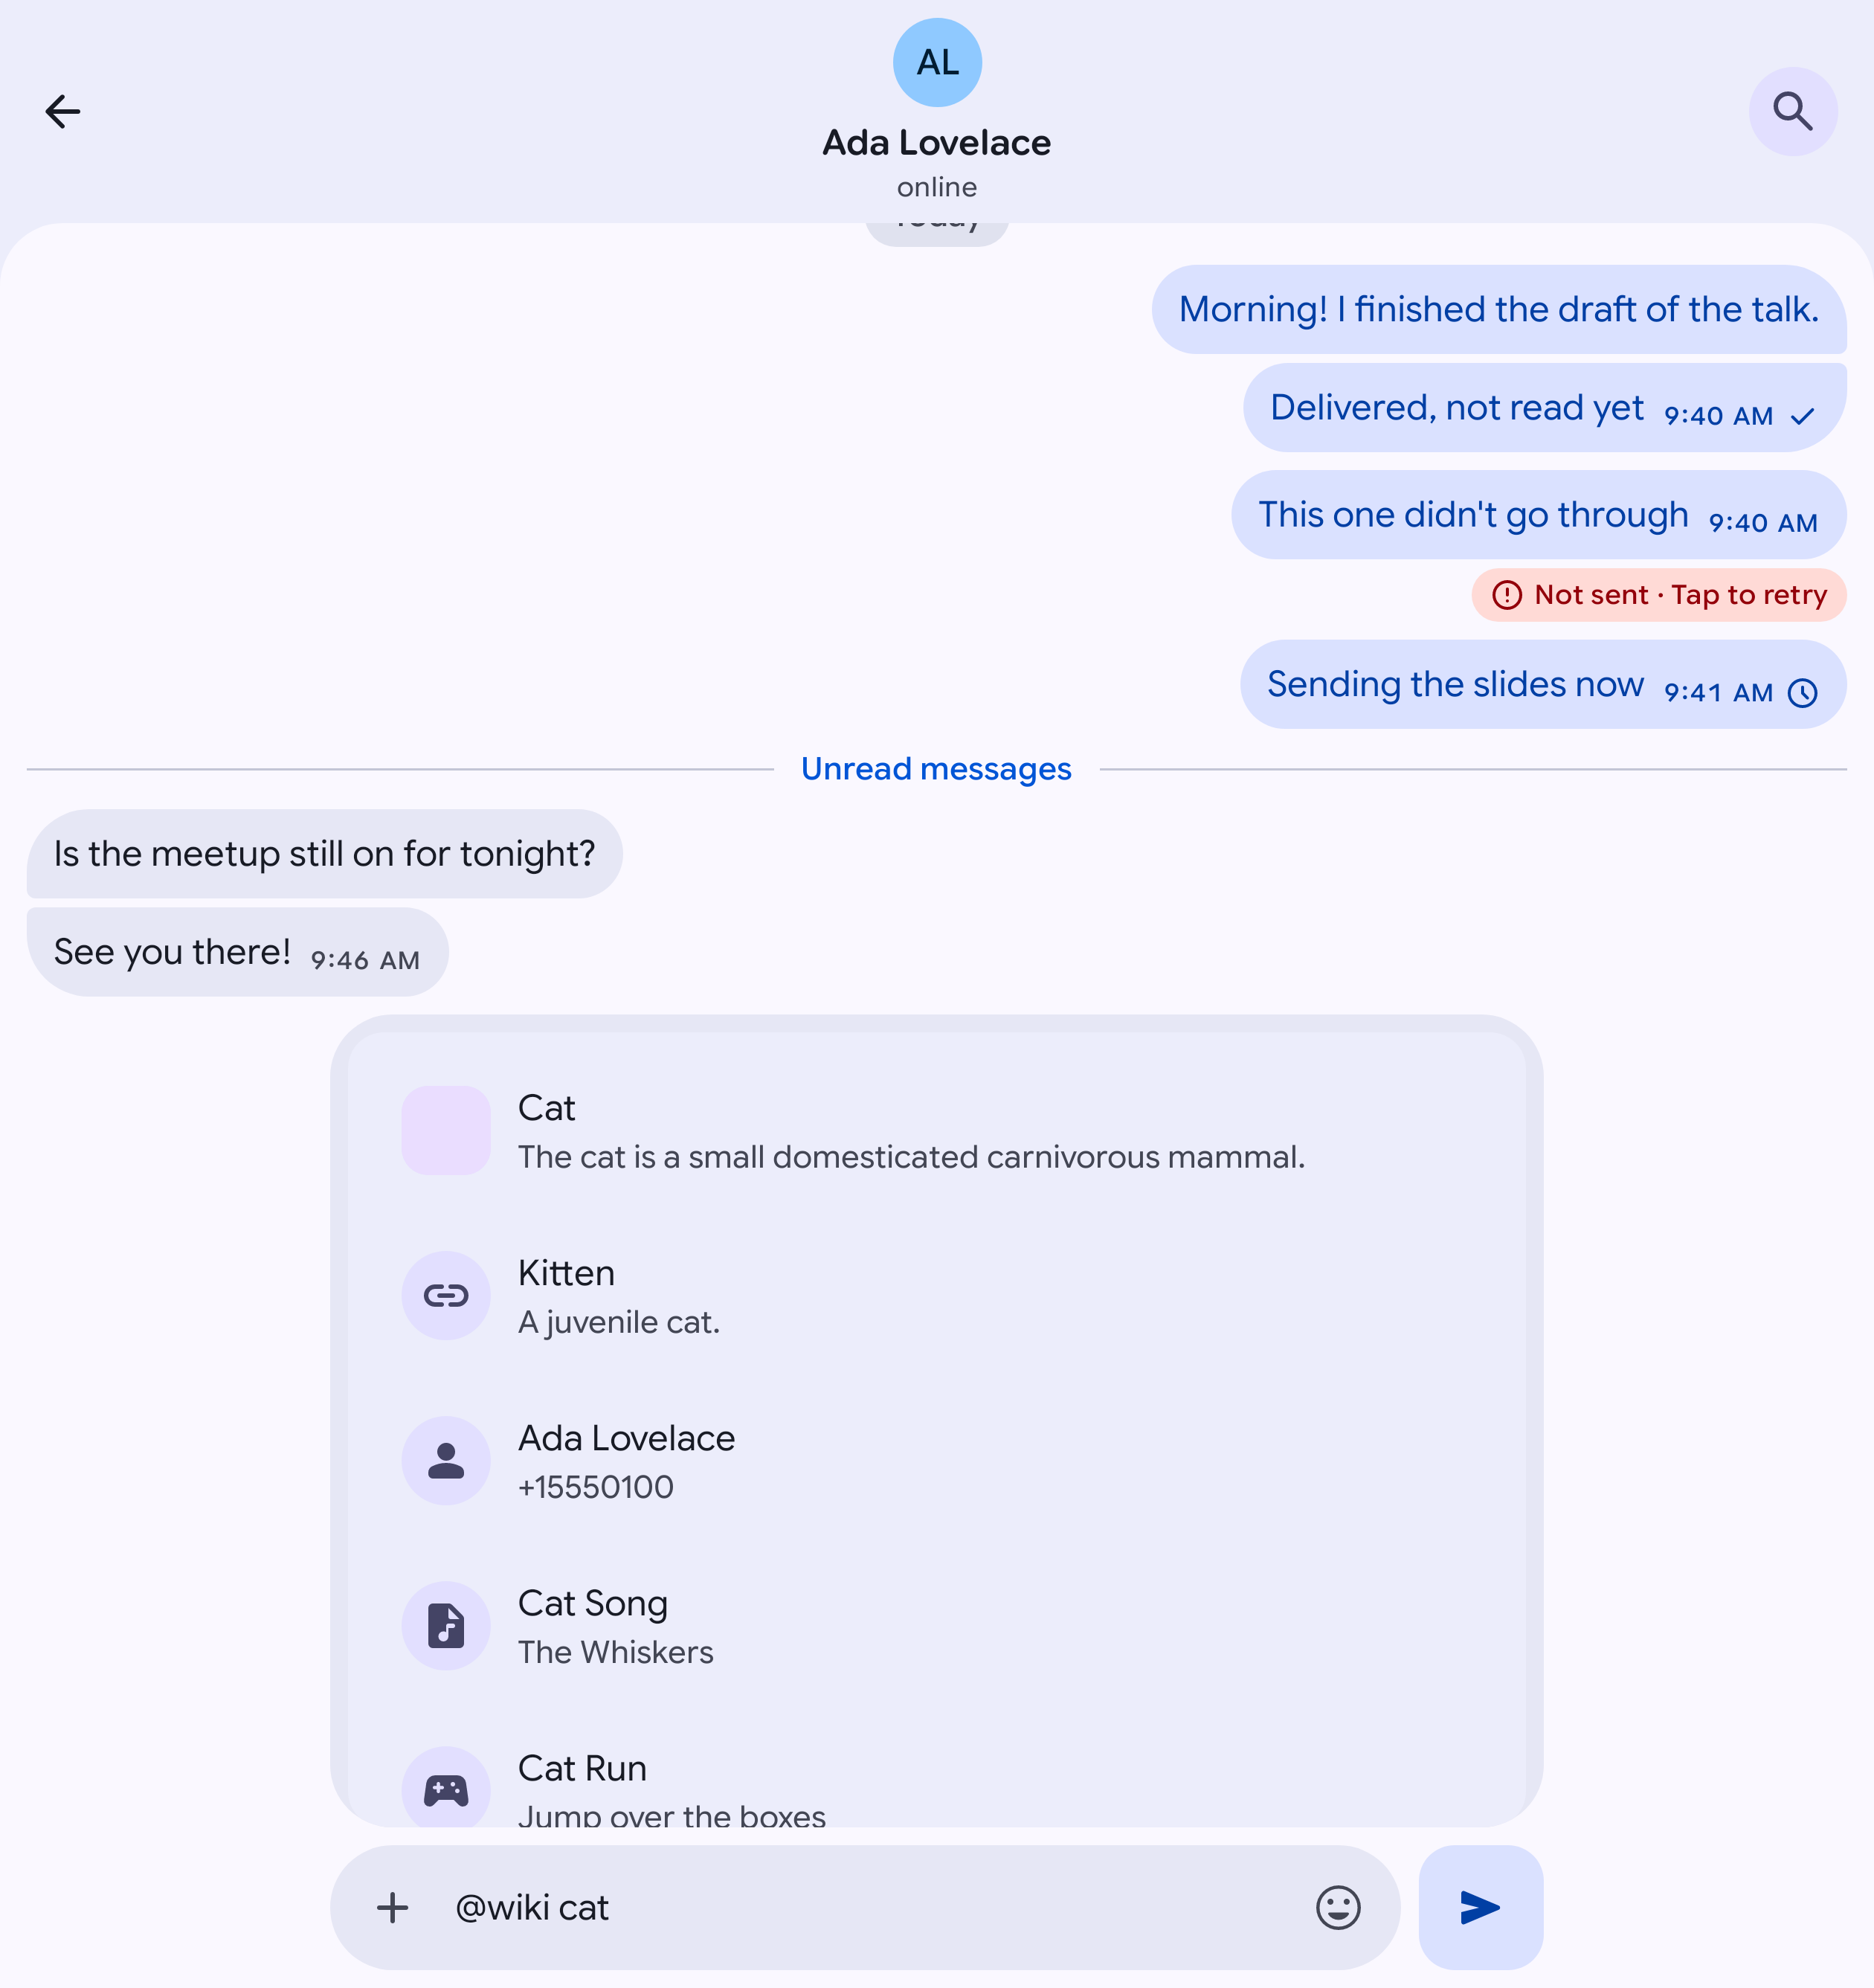 AL
Ada Lovelace
online
Today
Morning! I finished the draft of the talk.
Delivered, not read yet 9:40 AM
This one didn't go through 9:40 AM
Not sent · Tap to retry
Sending the slides now 9:41 AM
Unread messages
Is the meetup still on for tonight?
See you there! 9:46 AM
Cat
The cat is a small domesticated carnivorous mammal.
Kitten
A juvenile cat.
Ada Lovelace
+15550100
Cat Song
The Whiskers
Cat Run
Jump over the boxes
@wiki cat